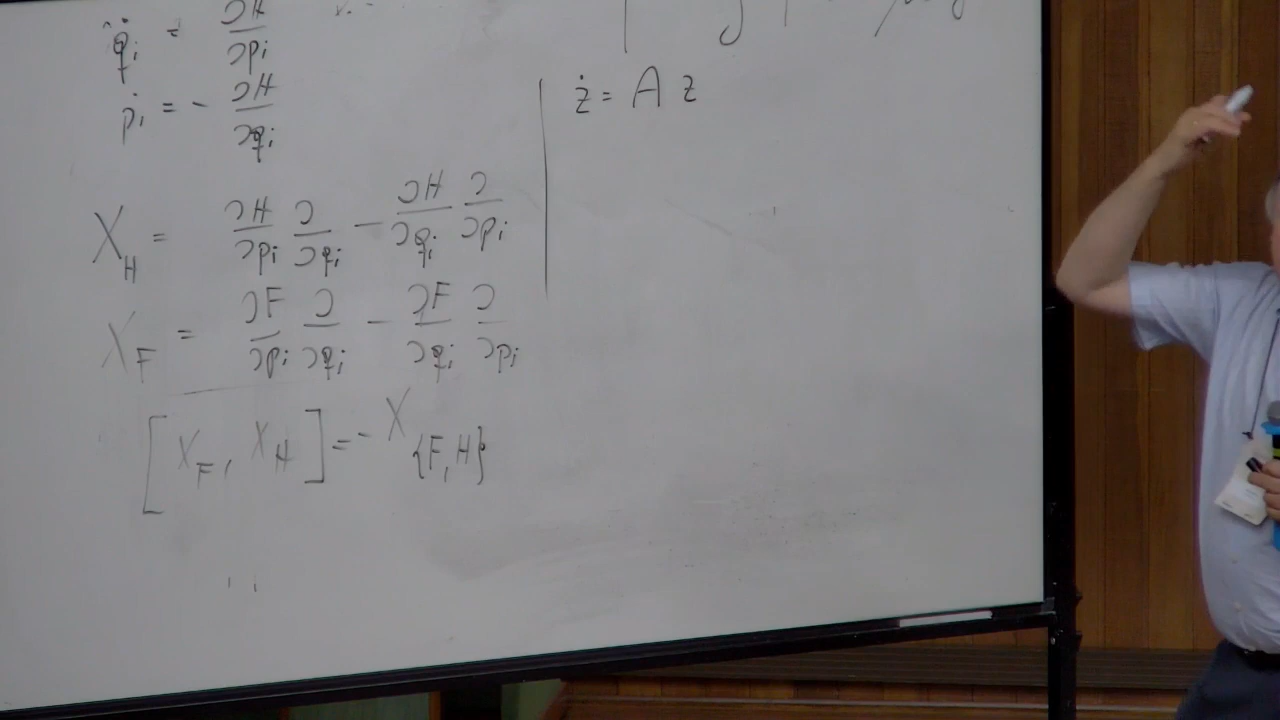 q̇i = ∂H/∂pi
ṗi = - ∂H/∂qi
X_H = ∂H/∂pi ∂/∂qi - ∂H/∂qi ∂/∂pi
X_F = ∂F/∂pi ∂/∂qi - ∂F/∂qi ∂/∂pi
[X_F, X_H] = - X_{F,H}
ż = A z